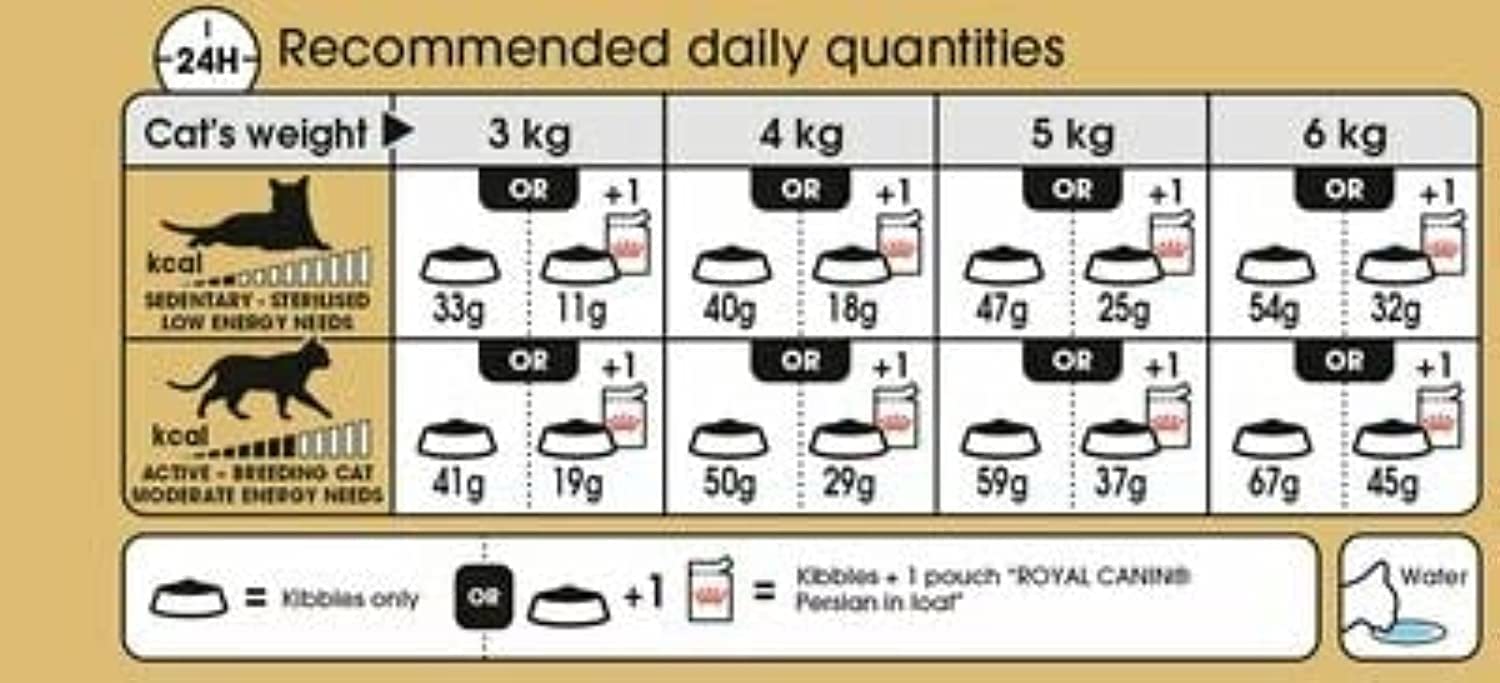 24H Recommended daily quantities
Cat's weight 3 kg 4 kg 5 kg 6 kg
OR +1 OR +1 OR +1 OR +1
kcal
33g 11g 40g 18g 47g 25g 54g 32g
SEDENTARY - STERILISED
LOW ENERGY NEEDS
OR +1 OR +1 OR +1 OR +1
kcal
41g 19g 50g 29g 59g 37g 67g 45g
ACTIVE - BREEDING CAT
MODERATE ENERGY NEEDS
= Kibbles only OR +1 = Kibbles + 1 pouch "ROYAL CANIN®
Persian in loaf"
Water